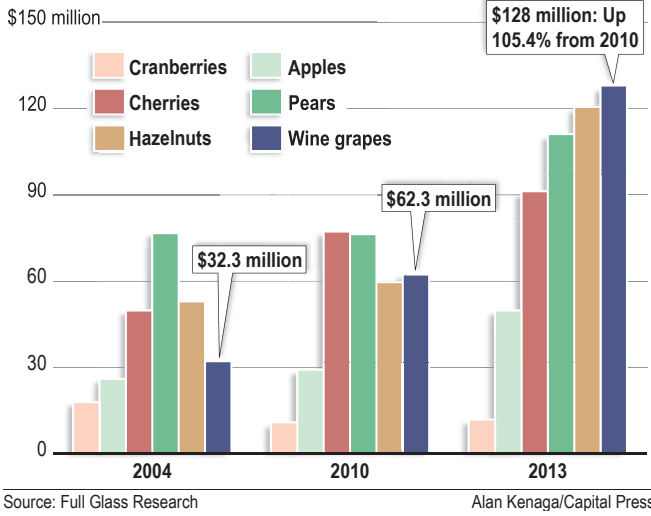 $150 million
$128 million: Up
105.4% from 2010
Cranberries
Apples
Cherries
Pears
Hazelnuts
Wine grapes
120
90
60
30
0
$32.3 million
$62.3 million
2004
2010
2013
Source: Full Glass Research
Alan Kenaga/Capital Press